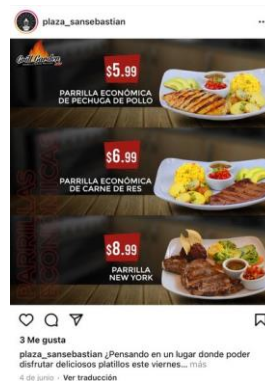 plaza_sansebastian
Grill Garden
$5.99
PARRILLA ECONÓMICA
DE PECHUGA DE POLLO
$6.99
PARRILLA ECONÓMICA
DE CARNE DE RES
$8.99
PARRILLA
NEW YORK
3 Me gusta
plaza_sansebastian ¿Pensando en un lugar donde poder
disfrutar deliciosos platillos este viernes... más
4 de junio · Ver traducción